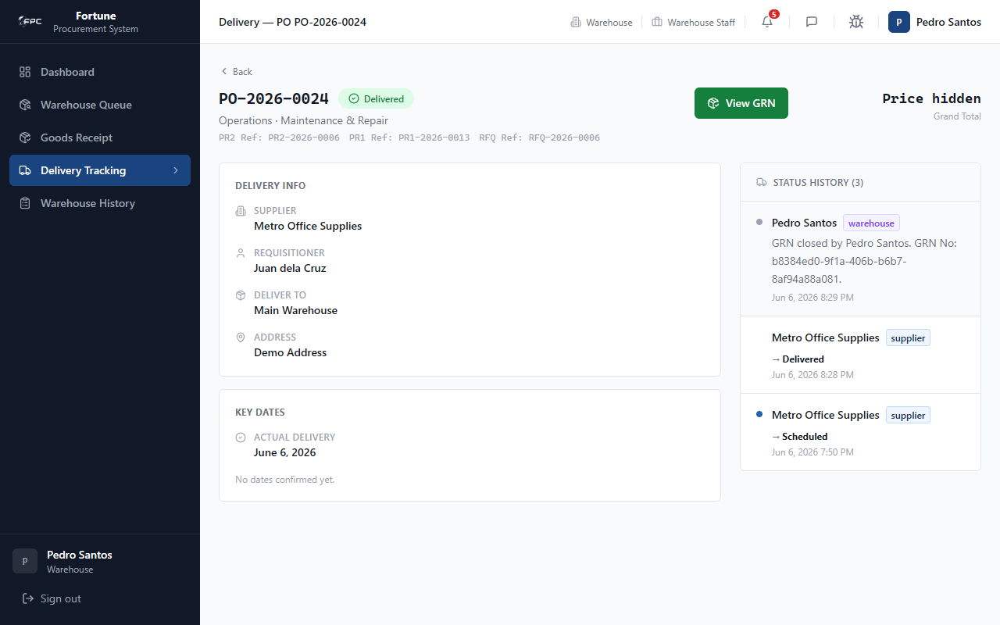 FPC
Fortune
Procurement System
Dashboard
Warehouse Queue
Goods Receipt
Delivery Tracking
Warehouse History
Pedro Santos
P
Warehouse
Sign out
Delivery — PO PO-2026-0024
Warehouse
Warehouse Staff
5
P
Pedro Santos
Back
PO-2026-0024
Delivered
Operations · Maintenance & Repair
PR2 Ref: PR2-2026-0006 PR1 Ref: PR1-2026-0013 RFQ Ref: RFQ-2026-0006
View GRN
Price hidden
Grand Total
DELIVERY INFO
SUPPLIER
Metro Office Supplies
REQUISITIONER
Juan dela Cruz
DELIVER TO
Main Warehouse
ADDRESS
Demo Address
KEY DATES
ACTUAL DELIVERY
June 6, 2026
No dates confirmed yet.
STATUS HISTORY (3)
Pedro Santos warehouse
GRN closed by Pedro Santos. GRN No:
b8384ed0-9f1a-406b-b6b7-
8af94a88a081.
Jun 6, 2026 8:29 PM
Metro Office Supplies supplier
→ Delivered
Jun 6, 2026 8:28 PM
Metro Office Supplies supplier
→ Scheduled
Jun 6, 2026 7:50 PM